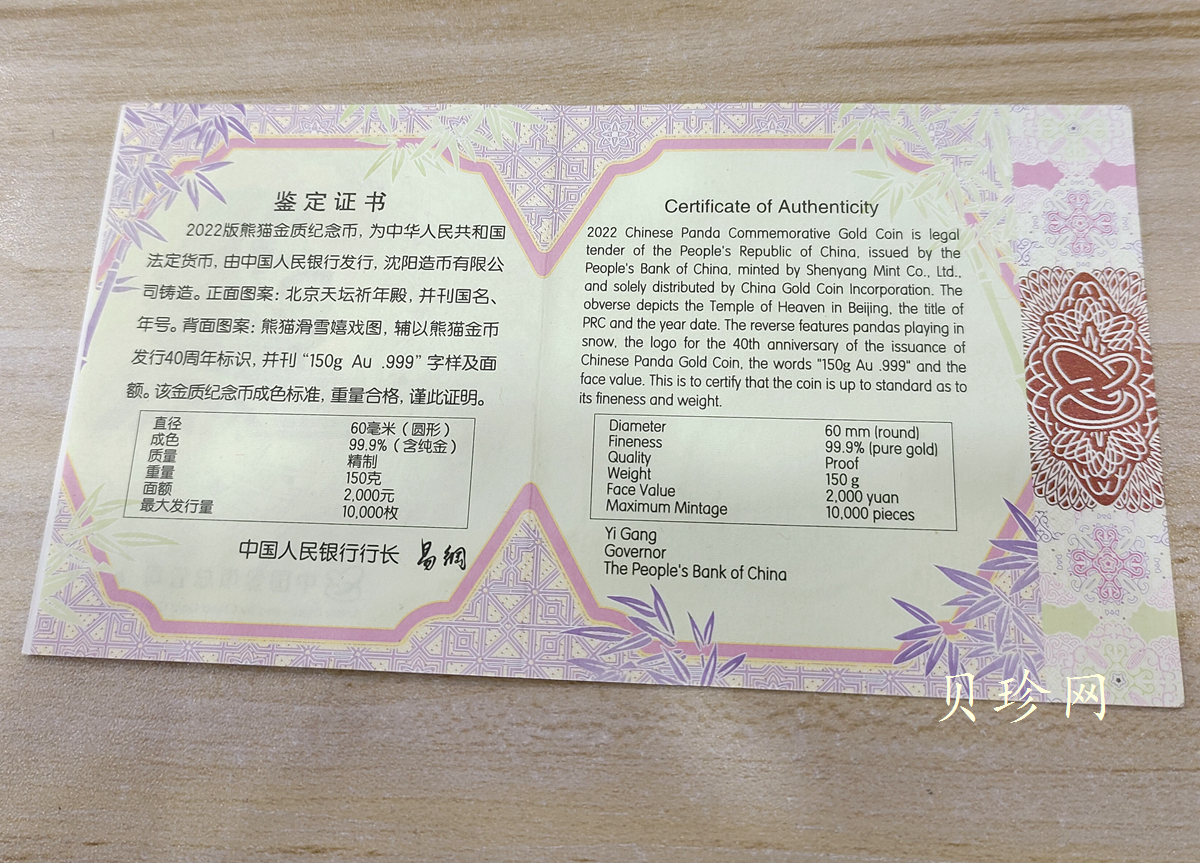 鉴定证书
2022版熊猫金质纪念币，为中华人民共和国
法定货币，由中国人民银行发行，沈阳造币有限公
司铸造。正面图案：北京天坛祈年殿，并刊国名、
年号。背面图案：熊猫滑雪嬉戏图，辅以熊猫金币
发行40周年标识，并刊“150g Au .999”字样及面
额。该金质纪念币成色标准，重量合格，谨此证明。
直径 60毫米（圆形）
成色 99.9%（含纯金）
质量 精制
重量 150克
面额 2,000元
最大发行量 10,000枚
中国人民银行行长 易纲
Certificate of Authenticity
2022 Chinese Panda Commemorative Gold Coin is legal
tender of the People's Republic of China, issued by the
People's Bank of China, minted by Shenyang Mint Co., Ltd.,
and solely distributed by China Gold Coin Incorporation. The
obverse depicts the Temple of Heaven in Beijing, the title of
PRC and the year date. The reverse features pandas playing in
snow, the logo for the 40th anniversary of the issuance of
Chinese Panda Gold Coin, the words "150g Au .999" and the
face value. This is to certify that the coin is up to standard as to
its fineness and weight.
Diameter 60 mm (round)
Fineness 99.9% (pure gold)
Quality Proof
Weight 150 g
Face Value 2,000 yuan
Maximum Mintage 10,000 pieces
Yi Gang
Governor
The People's Bank of China
贝珍网